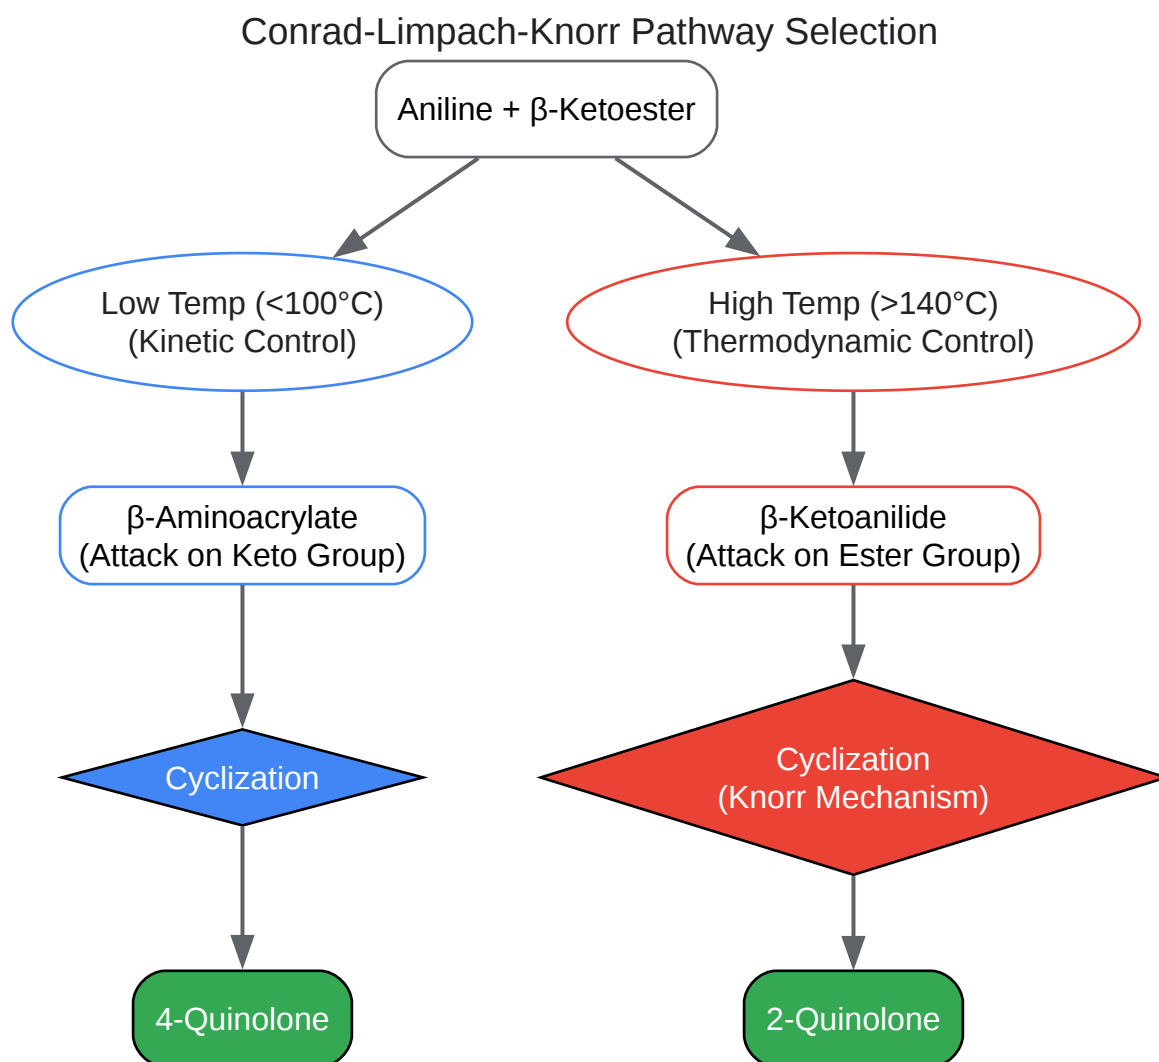 Conrad-Limpach-Knorr Pathway Selection
Aniline + β-Ketoester
Low Temp (<100°C)
(Kinetic Control)
High Temp (>140°C)
(Thermodynamic Control)
β-Aminoacrylate
(Attack on Keto Group)
β-Ketoanilide
(Attack on Ester Group)
Cyclization
Cyclization
(Knorr Mechanism)
4-Quinolone
2-Quinolone